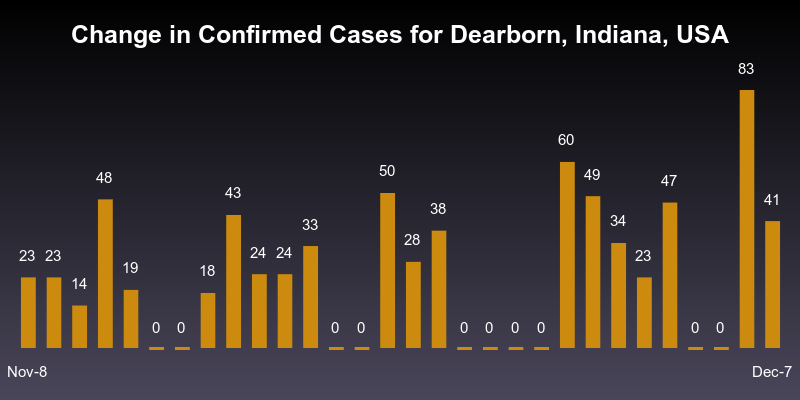 Change in Confirmed Cases for Dearborn, Indiana, USA
23 23 14 48 19 0 0 18 43 24 24 33 0 0 50 28 38 0 0 0 0 60 49 34 23 47 0 0 83 41
Nov-8 Dec-7